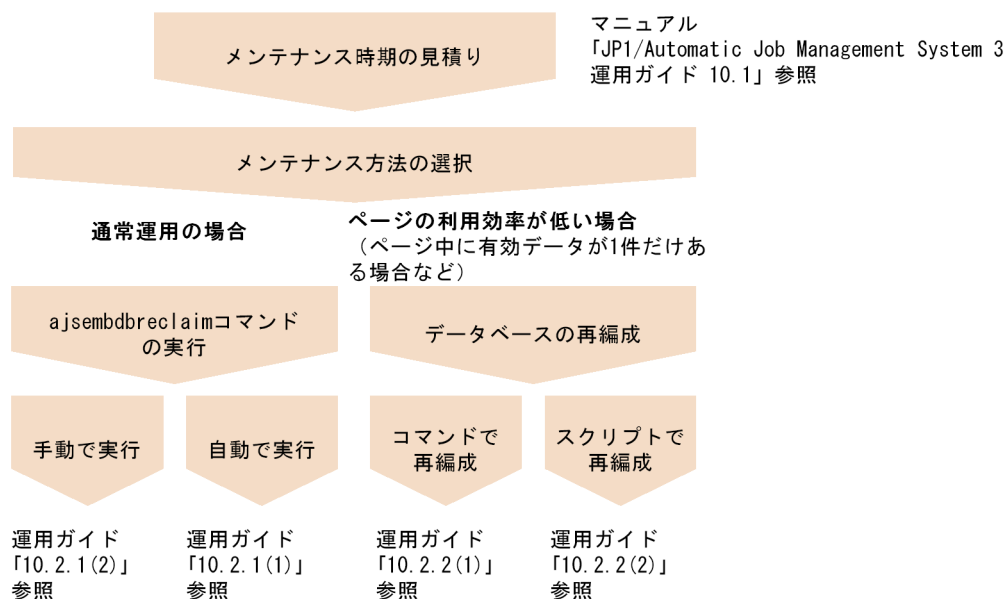 メンテナンス時期の見積り
マニュアル
「JP1/Automatic Job Management System 3
運用ガイド 10.1」参照
メンテナンス方法の選択
通常運用の場合
ページの利用効率が低い場合
（ページ中に有効データが1件だけあ
る場合など）
ajsembdbreclaimコマンド
の実行
データベースの再編成
手動で実行
自動で実行
コマンドで
再編成
スクリプトで
再編成
運用ガイド
「10.2.1(2)」
参照
運用ガイド
「10.2.1(1)」
参照
運用ガイド
「10.2.2(1)」
参照
運用ガイド
「10.2.2(2)」
参照